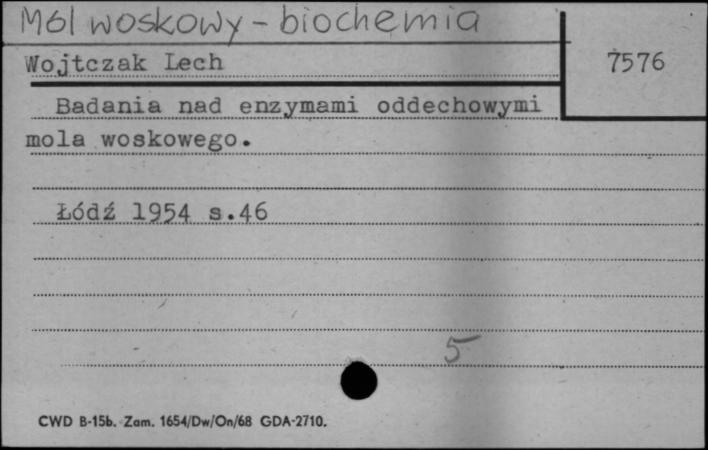 Mól woskowy - biochemia
Wojtczak Lech
7576
Badania nad enzymami oddechowymi
mola woskowego.
Łódź 1954 s.46
5
CWD B-15b. Zam. 1654/Dw/On/68 GDA-2710.